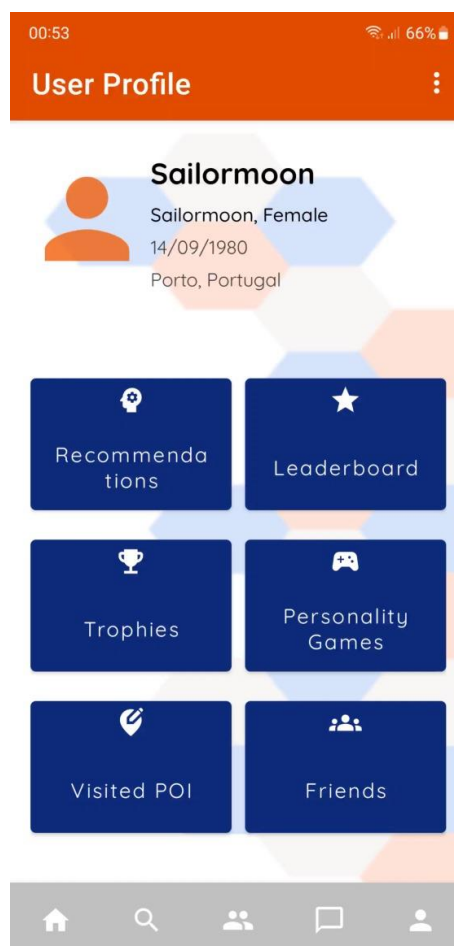 00:53
66%
User Profile
Sailormoon
Sailormoon, Female
14/09/1980
Porto, Portugal
Recommenda
tions
Leaderboard
Trophies
Personality
Games
Visited POI
Friends